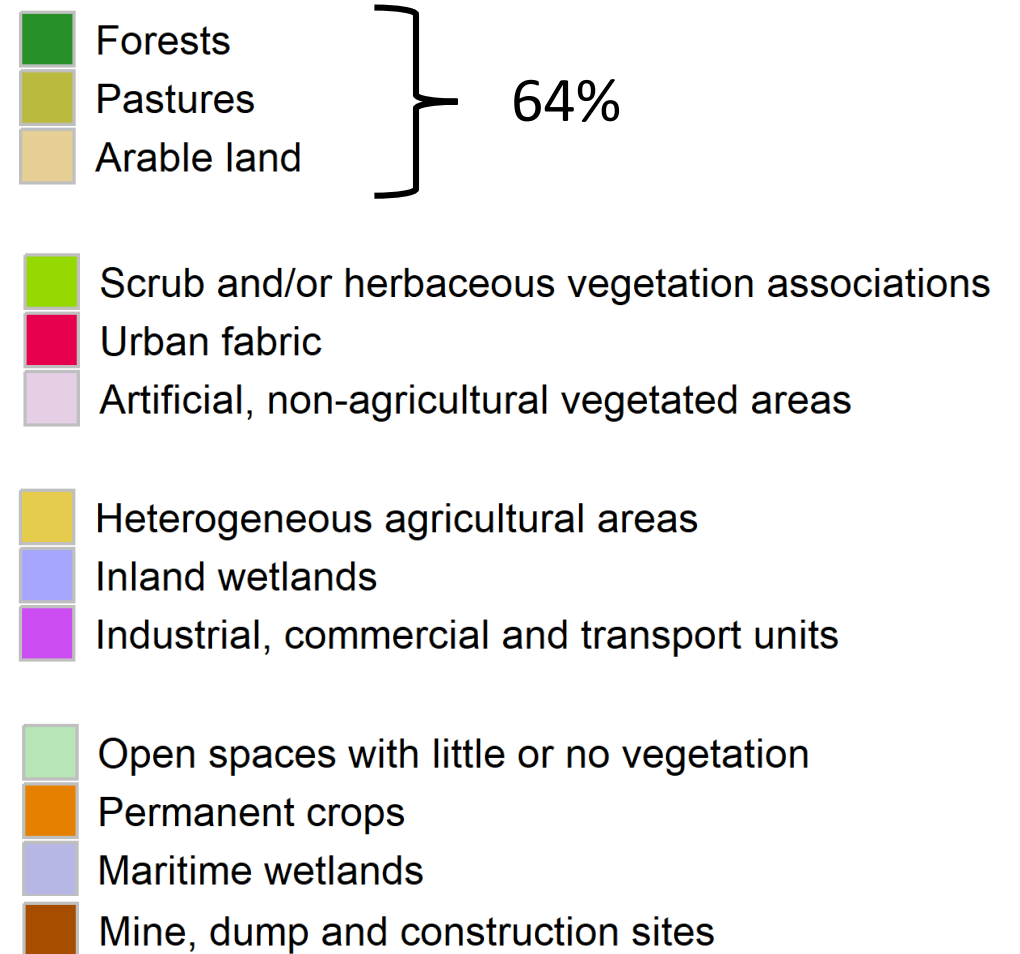 Forests
Pastures
64%
Arable land
Scrub and/or herbaceous vegetation associations
Urban fabric
Artificial, non-agricultural vegetated areas
Heterogeneous agricultural areas
Inland wetlands
Industrial, commercial and transport units
Open spaces with little or no vegetation
Permanent crops
Maritime wetlands
Mine, dump and construction sites